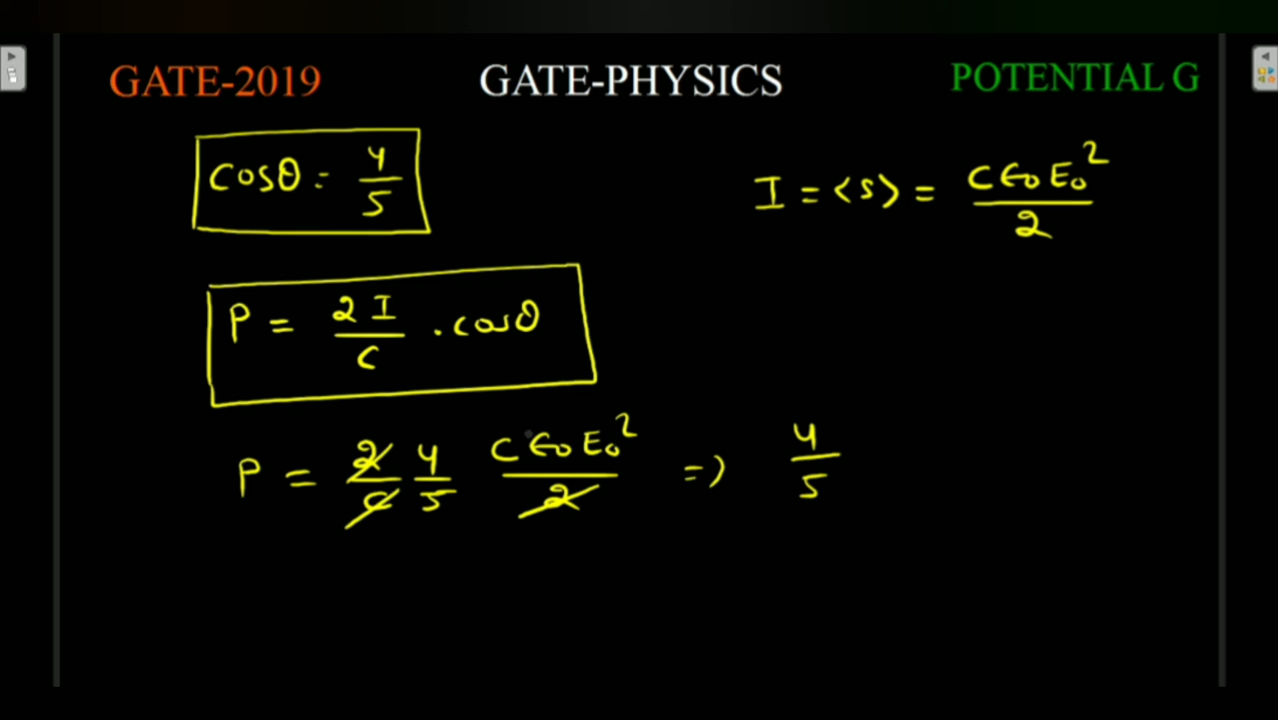 GATE-2019 GATE-PHYSICS POTENTIAL G
cosθ = 4/5
I = ⟨s⟩ = cϵ₀E₀²/2
P = 2I/c . cosθ
P = 2/c 4/5 cϵ₀E₀²/2 ⇒ 4/5